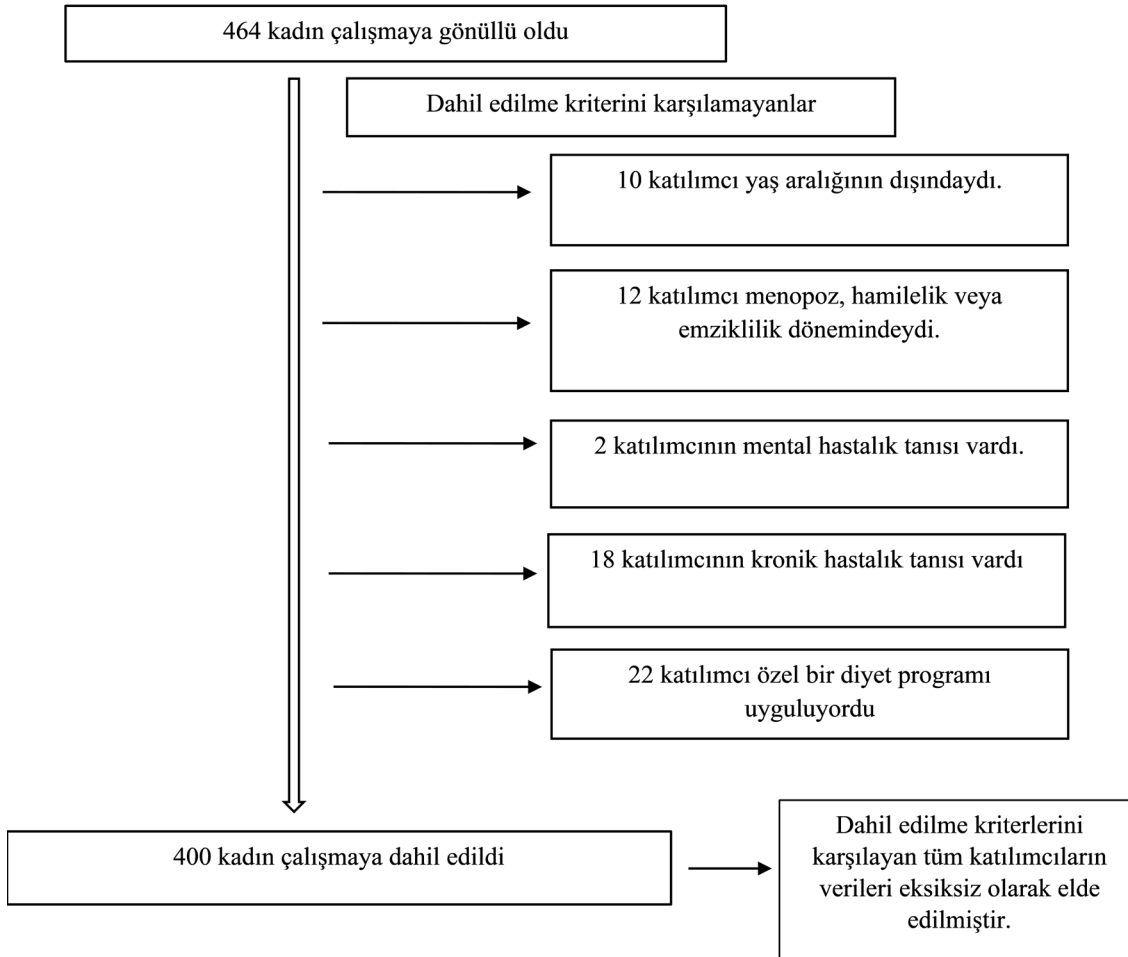 464 kadın çalışmaya gönüllü oldu
Dahil edilme kriterini karşılamayanlar
10 katılımcı yaş aralığının dışındaydı.
12 katılımcı menopoz, hamilelik veya
emziklilik dönemindeydi.
2 katılımcının mental hastalık tanısı vardı.
18 katılımcının kronik hastalık tanısı vardı
22 katılımcı özel bir diyet programı
uyguluyordu
400 kadın çalışmaya dahil edildi
Dahil edilme kriterlerini
karşılayan tüm katılımcıların
verileri eksiksiz olarak elde
edilmiştir.